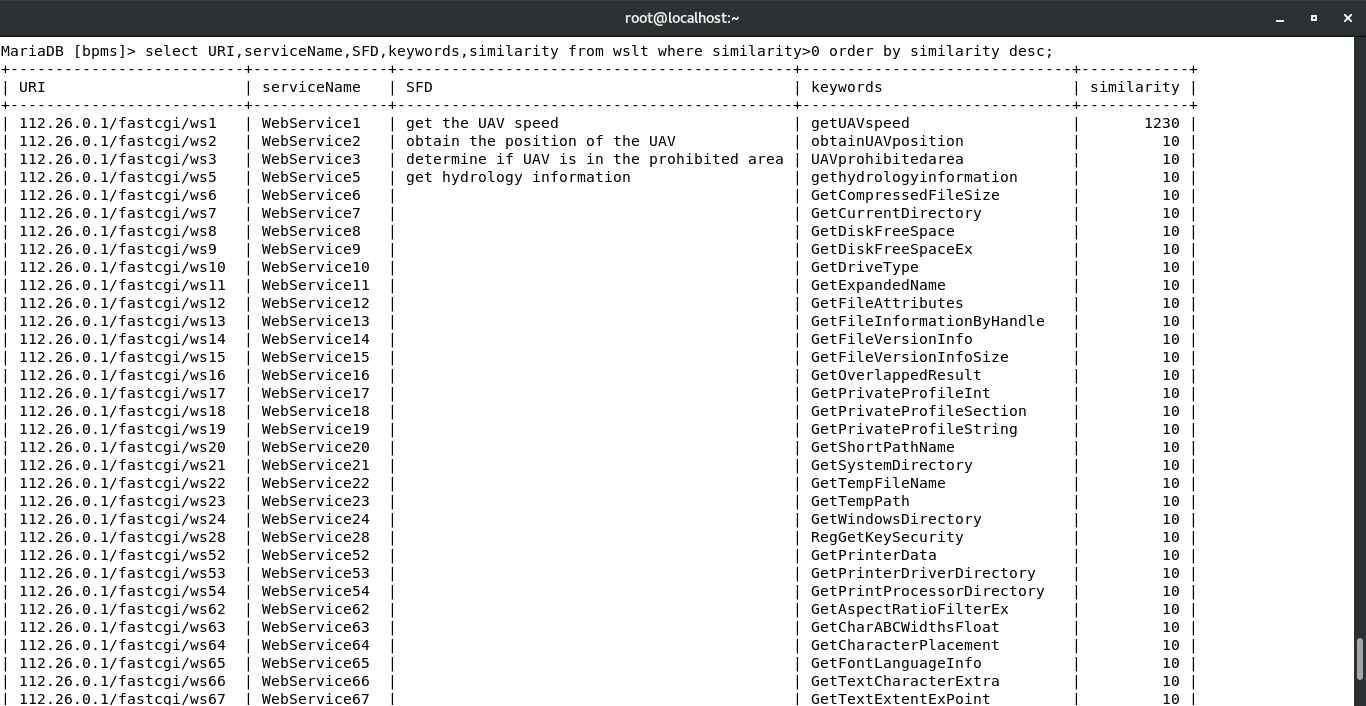 root@localhost:~
MariaDB [bpms]> select URI,serviceName,SFD,keywords,similarity from wslt where similarity>0 order by similarity desc;
+--------------------------+---------------+--------------------------------------------+------------------------------+------------+
| URI                      | serviceName   | SFD                                        | keywords                     | similarity |
+--------------------------+---------------+--------------------------------------------+------------------------------+------------+
| 112.26.0.1/fastcgi/ws1   | WebService1   | get the UAV speed                          | getUAVspeed                  |       1230 |
| 112.26.0.1/fastcgi/ws2   | WebService2   | obtain the position of the UAV             | obtainUAVposition            |         10 |
| 112.26.0.1/fastcgi/ws3   | WebService3   | determine if UAV is in the prohibited area | UAVprohibitedarea            |         10 |
| 112.26.0.1/fastcgi/ws5   | WebService5   | get hydrology information                  | gethydrologyinformation      |         10 |
| 112.26.0.1/fastcgi/ws6   | WebService6   |                                            | GetCompressedFileSize        |         10 |
| 112.26.0.1/fastcgi/ws7   | WebService7   |                                            | GetCurrentDirectory          |         10 |
| 112.26.0.1/fastcgi/ws8   | WebService8   |                                            | GetDiskFreeSpace             |         10 |
| 112.26.0.1/fastcgi/ws9   | WebService9   |                                            | GetDiskFreeSpaceEx           |         10 |
| 112.26.0.1/fastcgi/ws10  | WebService10  |                                            | GetDriveType                 |         10 |
| 112.26.0.1/fastcgi/ws11  | WebService11  |                                            | GetExpandedName              |         10 |
| 112.26.0.1/fastcgi/ws12  | WebService12  |                                            | GetFileAttributes            |         10 |
| 112.26.0.1/fastcgi/ws13  | WebService13  |                                            | GetFileInformationByHandle   |         10 |
| 112.26.0.1/fastcgi/ws14  | WebService14  |                                            | GetFileVersionInfo           |         10 |
| 112.26.0.1/fastcgi/ws15  | WebService15  |                                            | GetFileVersionInfoSize       |         10 |
| 112.26.0.1/fastcgi/ws16  | WebService16  |                                            | GetOverlappedResult          |         10 |
| 112.26.0.1/fastcgi/ws17  | WebService17  |                                            | GetPrivateProfileInt         |         10 |
| 112.26.0.1/fastcgi/ws18  | WebService18  |                                            | GetPrivateProfileSection     |         10 |
| 112.26.0.1/fastcgi/ws19  | WebService19  |                                            | GetPrivateProfileString      |         10 |
| 112.26.0.1/fastcgi/ws20  | WebService20  |                                            | GetShortPathName             |         10 |
| 112.26.0.1/fastcgi/ws21  | WebService21  |                                            | GetSystemDirectory           |         10 |
| 112.26.0.1/fastcgi/ws22  | WebService22  |                                            | GetTempFileName              |         10 |
| 112.26.0.1/fastcgi/ws23  | WebService23  |                                            | GetTempPath                  |         10 |
| 112.26.0.1/fastcgi/ws24  | WebService24  |                                            | GetWindowsDirectory          |         10 |
| 112.26.0.1/fastcgi/ws28  | WebService28  |                                            | RegGetKeySecurity            |         10 |
| 112.26.0.1/fastcgi/ws52  | WebService52  |                                            | GetPrinterData               |         10 |
| 112.26.0.1/fastcgi/ws53  | WebService53  |                                            | GetPrinterDriverDirectory    |         10 |
| 112.26.0.1/fastcgi/ws54  | WebService54  |                                            | GetPrintProcessorDirectory   |         10 |
| 112.26.0.1/fastcgi/ws62  | WebService62  |                                            | GetAspectRatioFilterEx       |         10 |
| 112.26.0.1/fastcgi/ws63  | WebService63  |                                            | GetCharABCWidthsFloat        |         10 |
| 112.26.0.1/fastcgi/ws64  | WebService64  |                                            | GetCharacterPlacement        |         10 |
| 112.26.0.1/fastcgi/ws65  | WebService65  |                                            | GetFontLanguageInfo          |         10 |
| 112.26.0.1/fastcgi/ws66  | WebService66  |                                            | GetTextCharacterExtra        |         10 |
| 112.26.0.1/fastcgi/ws67  | WebService67  |                                            | GetTextExtentExPoint         |         10 |